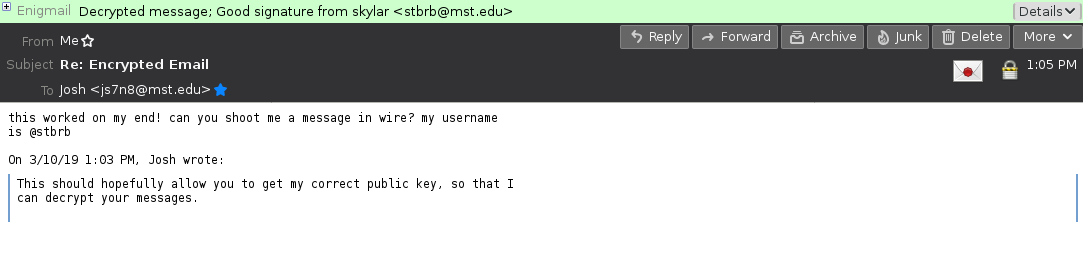 Enigmail Decrypted message; Good signature from skylar <stbrb@mst.edu> Details
From Me Reply Forward Archive Junk Delete More
Subject Re: Encrypted Email 1:05 PM
To Josh <js7n8@mst.edu>
this worked on my end! can you shoot me a message in wire? my username
is @stbrb
On 3/10/19 1:03 PM, Josh wrote:
This should hopefully allow you to get my correct public key, so that I
can decrypt your messages.